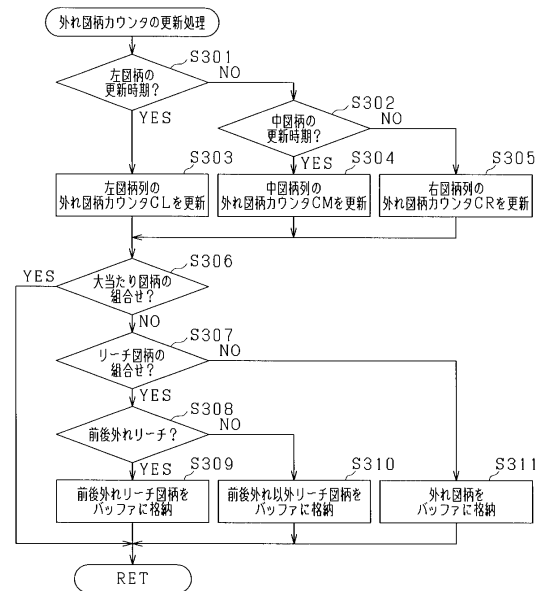 外れ図柄カウンタの更新処理
S301
左図柄の
更新時期？
NO
YES
S302
中図柄の
更新時期？
NO
YES
S303
左図柄列の
外れ図柄カウンタCLを更新
S304
中図柄列の
外れ図柄カウンタCMを更新
S305
右図柄列の
外れ図柄カウンタCRを更新
S306
大当たり図柄の
組合せ？
YES
NO
S307
リーチ図柄の
組合せ？
NO
YES
S308
前後外れリーチ？
NO
YES
S309
前後外れリーチ図柄を
バッファに格納
S310
前後外れ以外リーチ図柄を
バッファに格納
S311
外れ図柄を
バッファに格納
RET